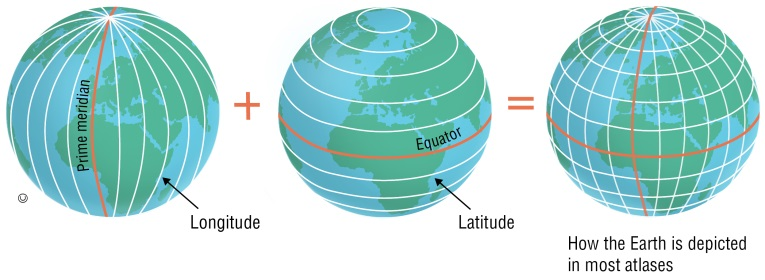 Prime meridian
+
Equator
=
©
Longitude
Latitude
How the Earth is depicted
in most atlases